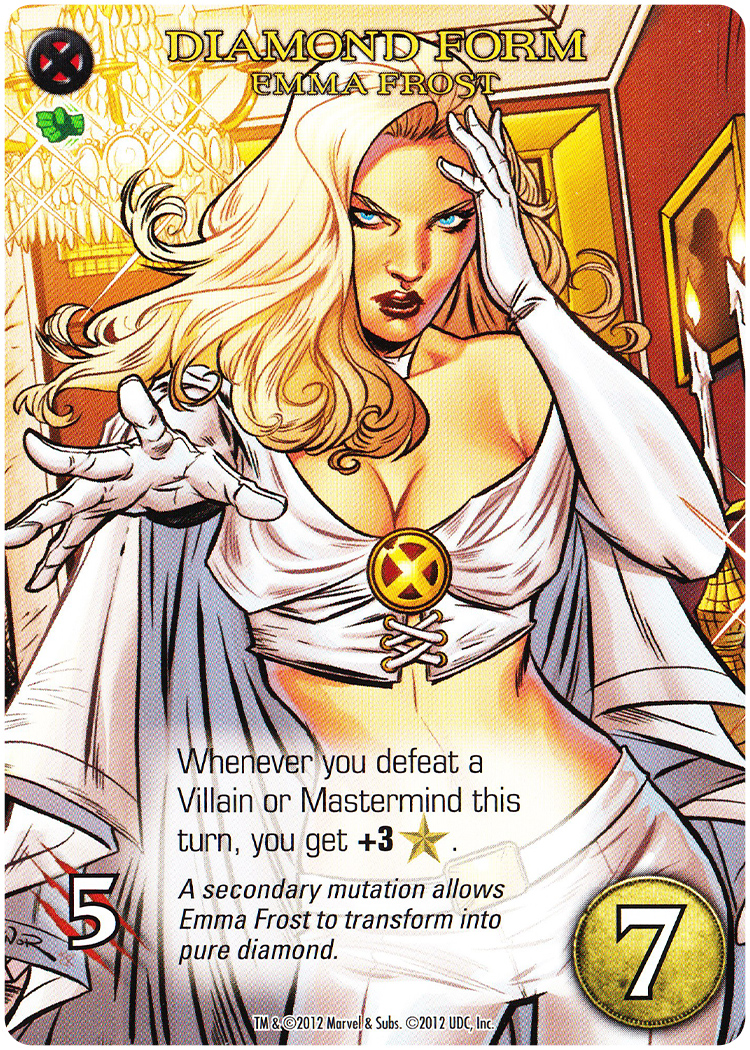 DIAMOND FORM
EMMA FROST
Whenever you defeat a
Villain or Mastermind this
turn, you get +3 .
A secondary mutation allows
Emma Frost to transform into
pure diamond.
5
7
TM & ©2012 Marvel & Subs. ©2012 UDC, Inc.